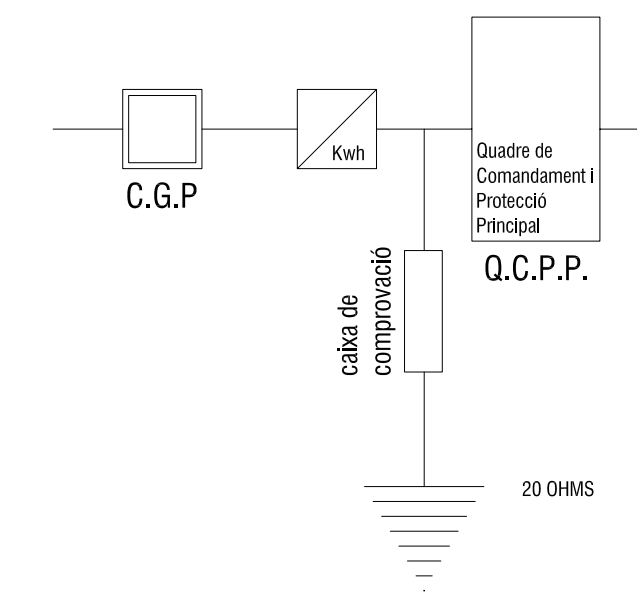 C.G.P
Kwh
Quadre de
Comandament i
Protecció
Principal
Q.C.P.P.
caixa de
comprovació
20 OHMS